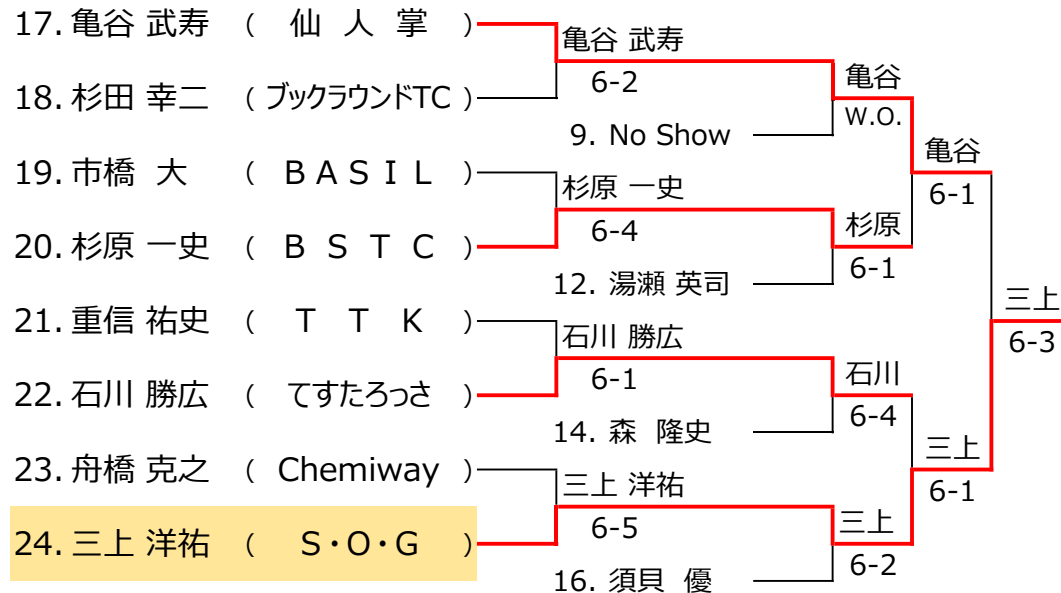 17. 亀谷 武寿 ( 仙 人 掌 )
亀谷 武寿
6-2
亀谷
W.O.
18. 杉田 幸二 ( ブックラウンドTC )
9. No Show
亀谷
6-1
19. 市橋 大 ( B A S I L )
杉原 一史
6-4
杉原
6-1
20. 杉原 一史 ( B S T C )
12. 湯瀬 英司
三上
6-3
21. 重信 祐史 ( T T K )
石川 勝広
6-1
石川
6-4
22. 石川 勝広 ( てすたろっさ )
14. 森 隆史
三上
6-1
23. 舟橋 克之 ( Chemiway )
三上 洋祐
6-5
三上
6-2
24. 三上 洋祐 ( S・O・G )
16. 須貝 優